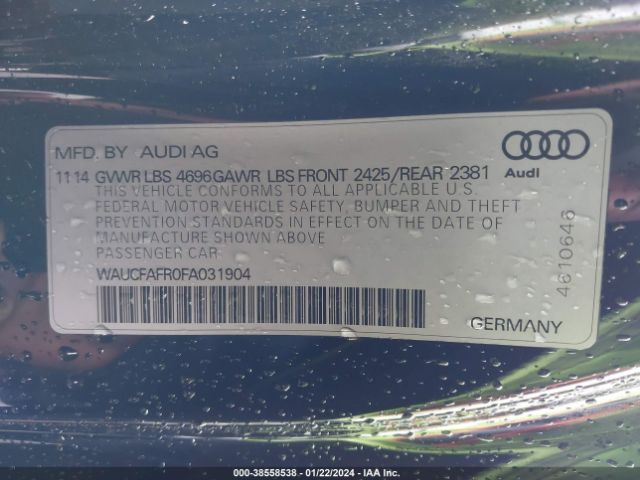 MFD. BY AUDI AG
11 14 GVWR LBS 4696 GAWR LBS FRONT 2425/REAR 2381
THIS VEHICLE CONFORMS TO ALL APPLICABLE U.S.
FEDERAL MOTOR VEHICLE SAFETY, BUMPER AND THEFT
PREVENTION STANDARDS IN EFFECT ON THE DATE OF
MANUFACTURE SHOWN ABOVE
PASSENGER CAR
WAUCFAFR0FA031904
Audi
4610646
GERMANY
000-38558538 - 01/22/2024 - IAA Inc.